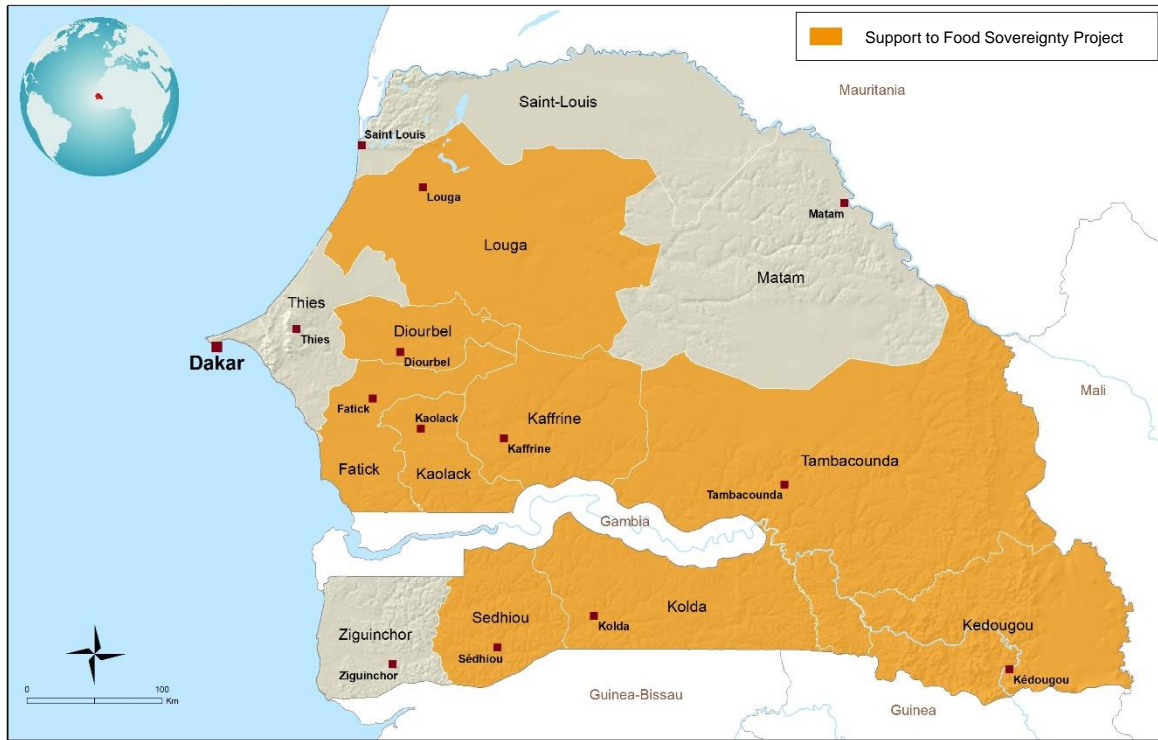 Support to Food Sovereignty Project
Mauritania
Saint-Louis
Saint Louis
Louga
Louga
Matam
Matam
Thies
Thies
Diourbel
Diourbel
Dakar
Mali
Fatick
Kaolack
Kaffrine
Kaffrine
Fatick
Kaolack
Tambacounda
Tambacounda
Gambia
Sedhiou
Kolda
Kolda
Kedougou
Ziguinchor
Sédhiou
Ziguinchor
Kédougou
Guinea-Bissau
Guinea
0 100
Km